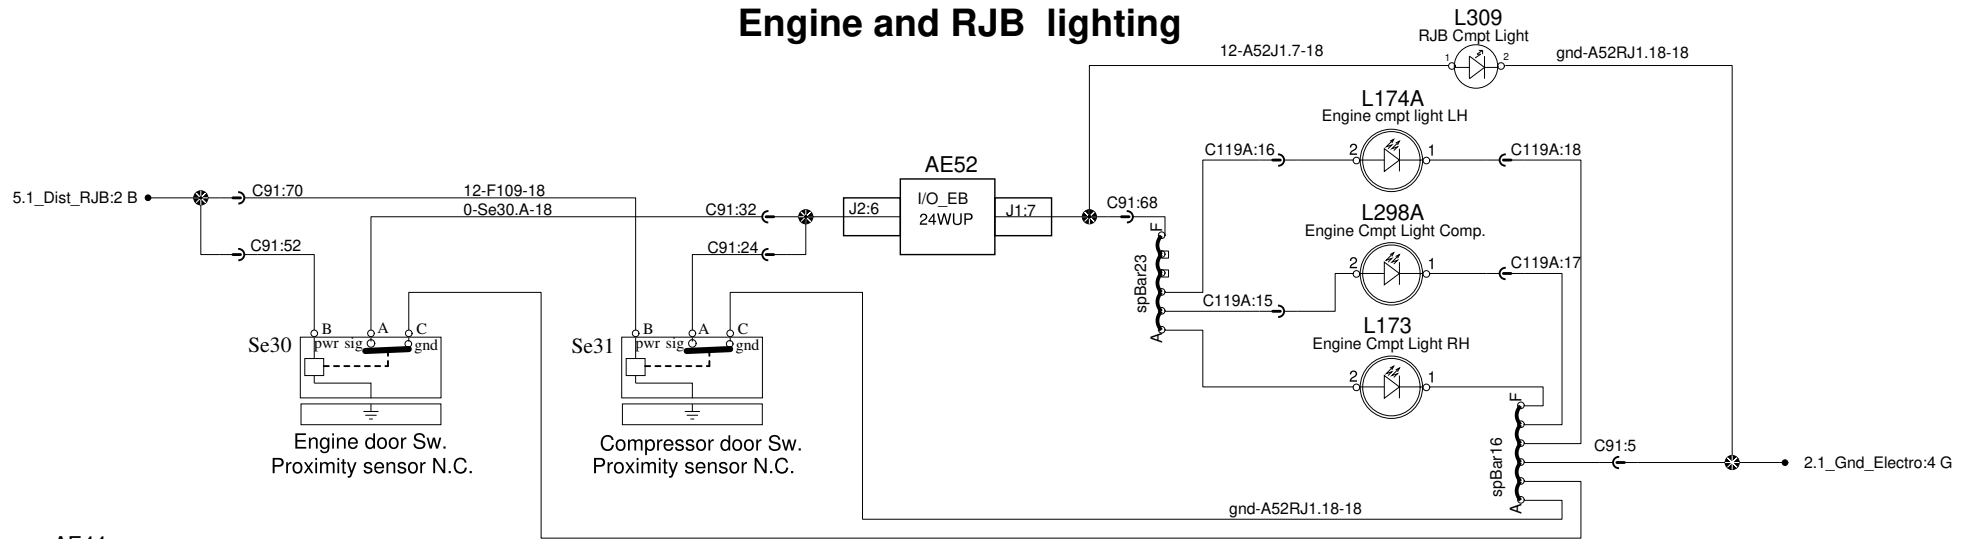 Engine and RJB lighting
L309
RJB Cmpt Light
12-A52J1.7-18
1
2
gnd-A52RJ1.18-18
L174A
Engine cmpt light LH
C119A:16
2
1
C119A:18
AE52
I/O_EB
24WUP
J2:6
J1:7
5.1_Dist_RJB:2 B
C91:70
12-F109-18
0-Se30.A-18
C91:32
C91:68
C91:52
C91:24
L298A
Engine Cmpt Light Comp.
2
1
C119A:17
F
spBar23
A
C119A:15
L173
Engine Cmpt Light RH
2
1
B
A
C
Se30
pwr
sig
gnd
B
A
C
Se31
pwr
sig
gnd
Engine door Sw.
Proximity sensor N.C.
Compressor door Sw.
Proximity sensor N.C.
F
spBar16
A
C91:5
2.1_Gnd_Electro:4 G
gnd-A52RJ1.18-18